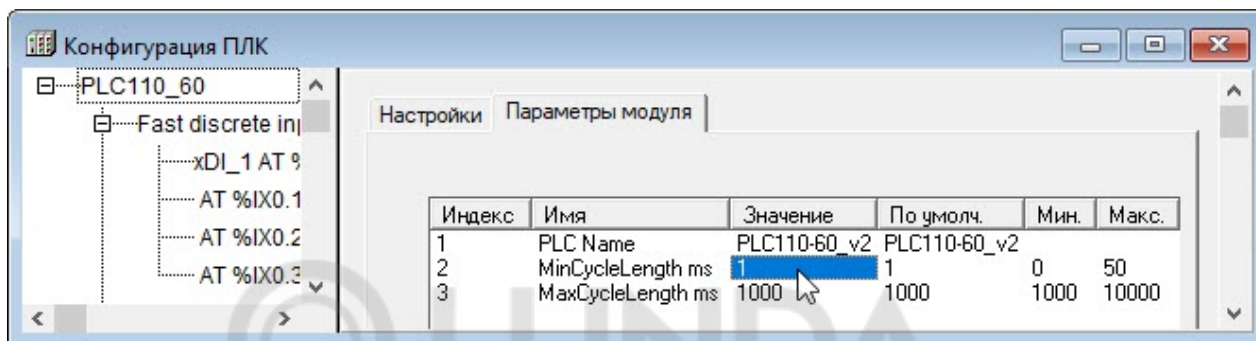 Конфигурация ПЛК
PLC110_60
Fast discrete inp
xDI_1 AT %
AT %IX0.1
AT %IX0.2
AT %IX0.3
Настройки Параметры модуля
Индекс Имя Значение По умолч. Мин. Макс.
1 PLC Name PLC110-60_v2 PLC110-60_v2
2 MinCycleLength ms 1 1 0 50
3 MaxCycleLength ms 1000 1000 1000 10000
LUNDA